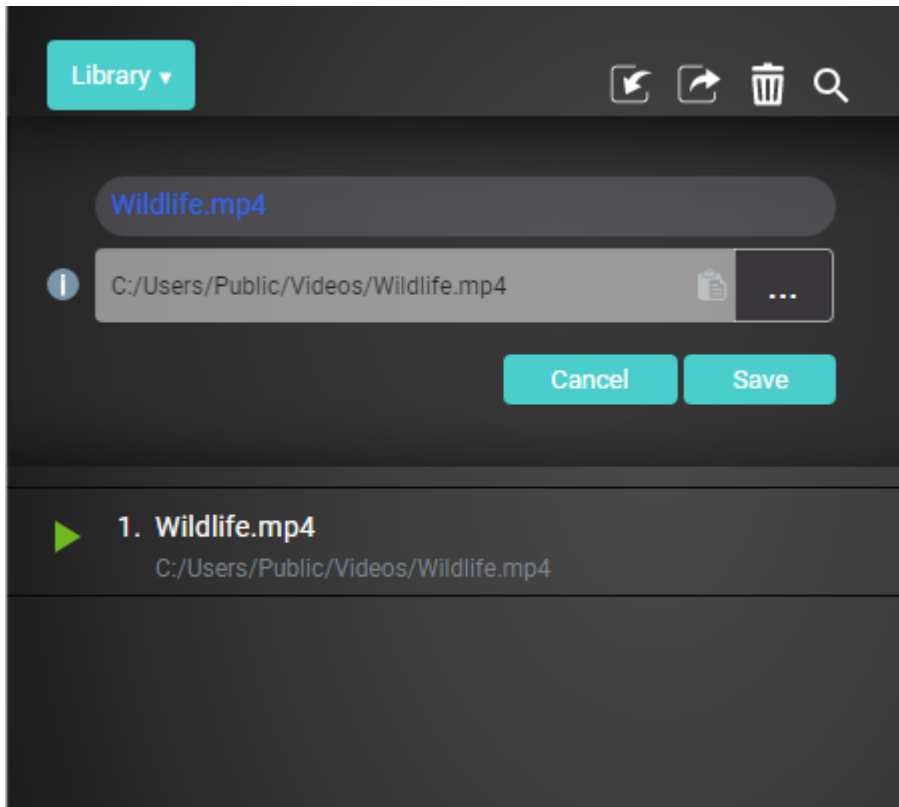 Library ▾
Wildlife.mp4
i
C:/Users/Public/Videos/Wildlife.mp4
...
Cancel
Save
1. Wildlife.mp4
C:/Users/Public/Videos/Wildlife.mp4